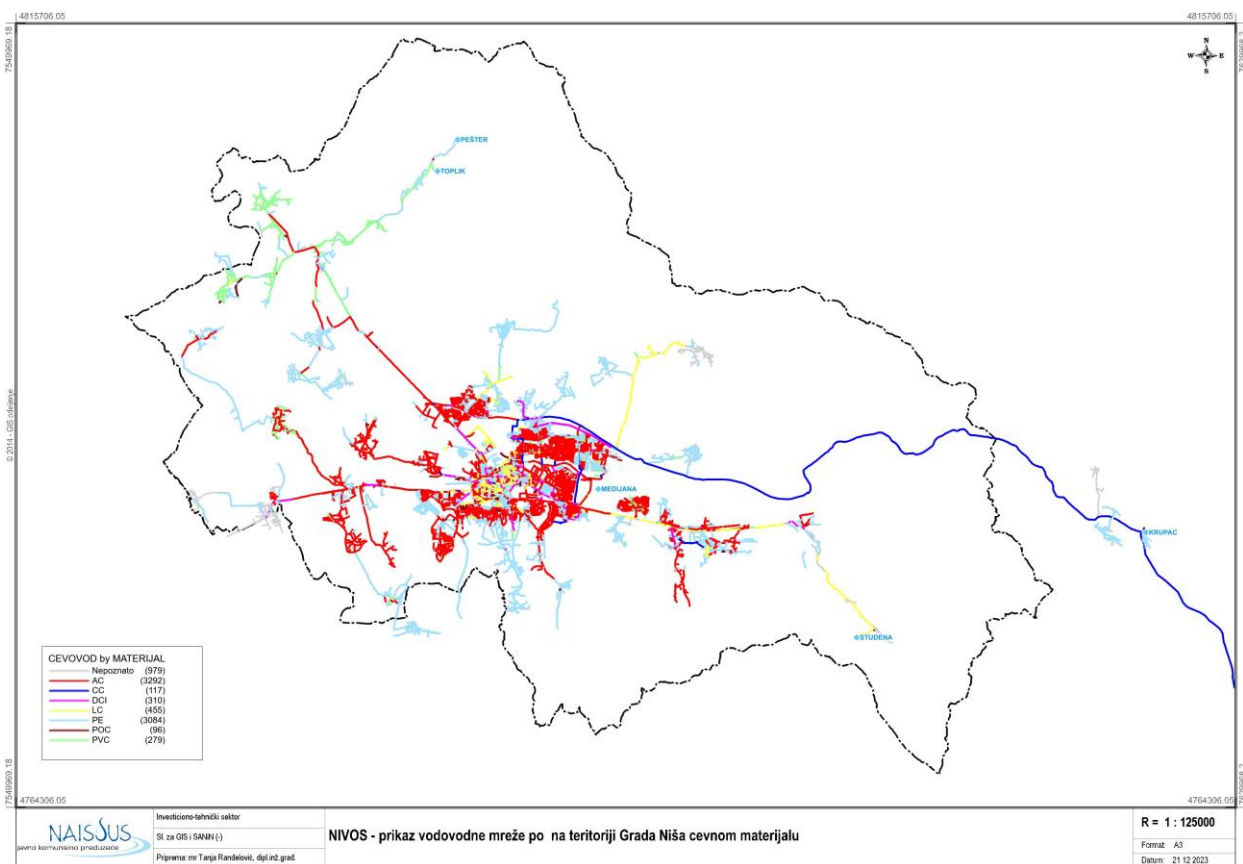 4815706.05
4815706.05
7549969.18
N
W E
S
PEŠTER
TOPLIK
© 2014 - GIS odeljenje
MEDIJANA
KRUPAC
STUDENA
CEVOVOD by MATERIJAL
Nepoznato (979)
AC (3292)
CC (117)
DCI (310)
LC (455)
PE (3084)
POC (96)
PVC (279)
7549969.18
4764306.05
4764306.05
NAISSUS
javno komunalno preduzeće
Investiciono-tehnički sektor
Sl. za GIS i SANIN (-)
Priprema: mr Tanja Ranđelović, dipl.inž.građ.
NIVOS - prikaz vodovodne mreže po na teritoriji Grada Niša cevnom materijalu
R = 1 : 125000
Format: A3
Datum: 21 12 2023